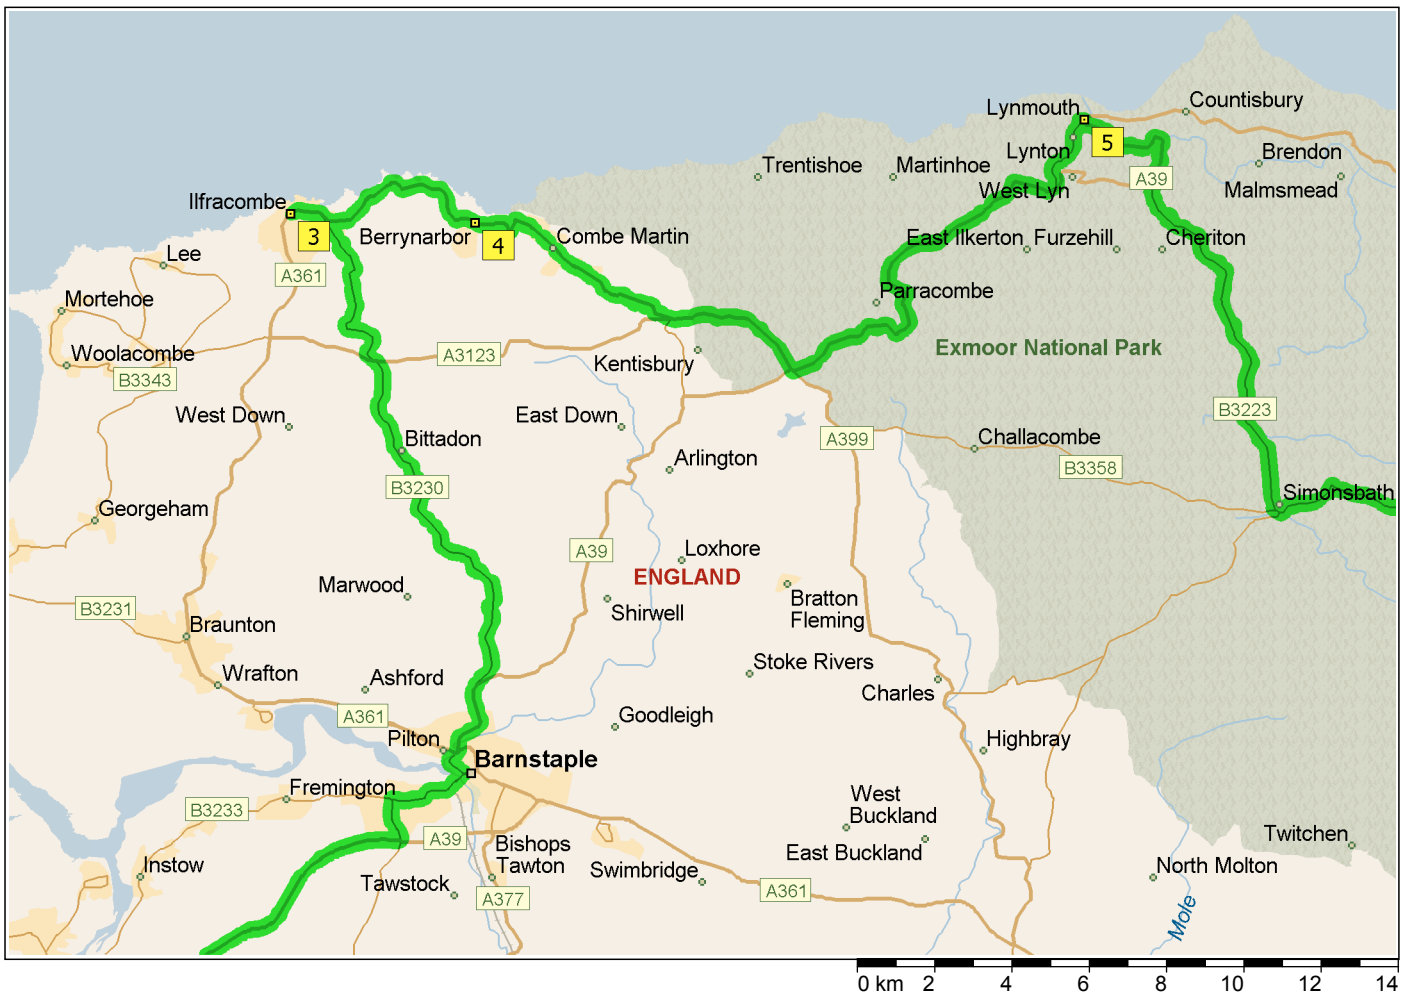 Countisbury
Lynmouth
5
Lynton
Brendon
Trentishoe
Martinhoe
A39
West Lyn
Malmsmead
Ilfracombe
3
Berrynarbor
4
Combe Martin
East Ilkerton
Furzehill
Cheriton
Lee
A361
Parracombe
Mortehoe
Woolacombe
A3123
Kentisbury
Exmoor National Park
B3343
West Down
East Down
B3223
Bittadon
A399
Challacombe
Arlington
B3358
B3230
Simonsbath
Georgeham
A39
Loxhore
ENGLAND
Marwood
Bratton
Fleming
B3231
Shirwell
Braunton
Stoke Rivers
Wrafton
Ashford
Charles
A361
Goodleigh
Pilton
Highbray
Barnstaple
Fremington
West
Buckland
B3233
Twitchen
A39
Bishops
Tawton
East Buckland
Instow
Swimbridge
North Molton
Tawstock
A377
A361
Mole
0 km 2 4 6 8 10 12 14